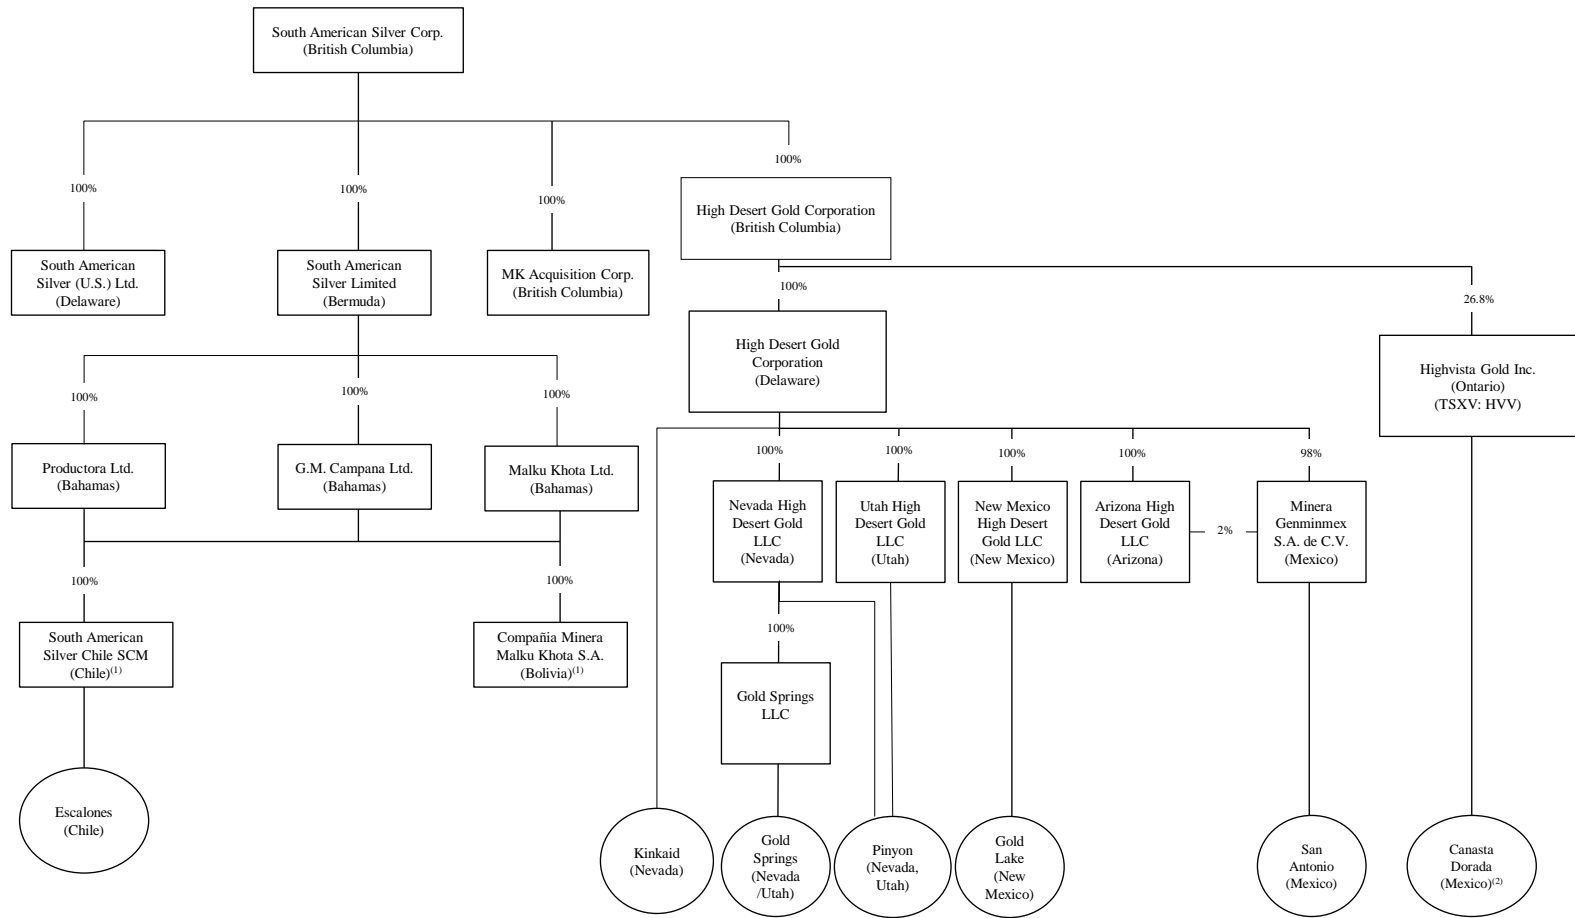 South American Silver Corp.
(British Columbia)
100%
100%
100%
100%
High Desert Gold Corporation
(British Columbia)
South American
Silver (U.S.) Ltd.
(Delaware)
South American
Silver Limited
(Bermuda)
MK Acquisition Corp.
(British Columbia)
100%
26.8%
High Desert Gold
Corporation
(Delaware)
Highvista Gold Inc.
(Ontario)
(TSXV: HVV)
100%
100%
100%
Productora Ltd.
(Bahamas)
G.M. Campana Ltd.
(Bahamas)
Malku Khota Ltd.
(Bahamas)
100%
100%
100%
100%
98%
Nevada High
Desert Gold
LLC
(Nevada)
Utah High
Desert Gold
LLC
(Utah)
New Mexico
High Desert
Gold LLC
(New Mexico)
Arizona High
Desert Gold
LLC
(Arizona)
2%
Minera
Genminmex
S.A. de C.V.
(Mexico)
100%
100%
South American
Silver Chile SCM
(Chile)(1)
Compañia Minera
Malku Khota S.A.
(Bolivia)(1)
100%
Gold Springs
LLC
Escalones
(Chile)
Kinkaid
(Nevada)
Gold
Springs
(Nevada
/Utah)
Pinyon
(Nevada,
Utah)
Gold
Lake
(New
Mexico)
San
Antonio
(Mexico)
Canasta
Dorada
(Mexico)(2)